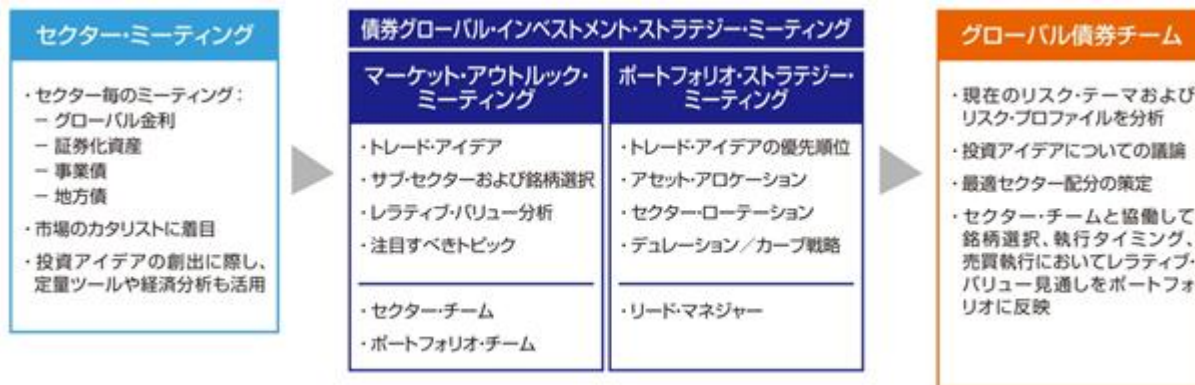 セクター・ミーティング
・セクター毎のミーティング：
－ グローバル金利
－ 証券化資産
－ 事業債
－ 地方債
・市場のカタリストに着目
・投資アイデアの創出に際し、
定量ツールや経済分析も活用
債券グローバル・インベストメント・ストラテジー・ミーティング
マーケット・アウトルック・
ミーティング
・トレード・アイデア
・サブ・セクターおよび銘柄選択
・レラティブ・バリュー分析
・注目すべきトピック
・セクター・チーム
・ポートフォリオ・チーム
ポートフォリオ・ストラテジー・
ミーティング
・トレード・アイデアの優先順位
・アセット・アロケーション
・セクター・ローテーション
・デュレーション／カーブ戦略
・リード・マネジャー
グローバル債券チーム
・現在のリスク・テーマおよび
リスク・プロファイルを分析
・投資アイデアについての議論
・最適セクター配分の策定
・セクター・チームと協働して
銘柄選択、執行タイミング、
売買執行においてレラティブ・
バリュー見通しをポートフォ
リオに反映